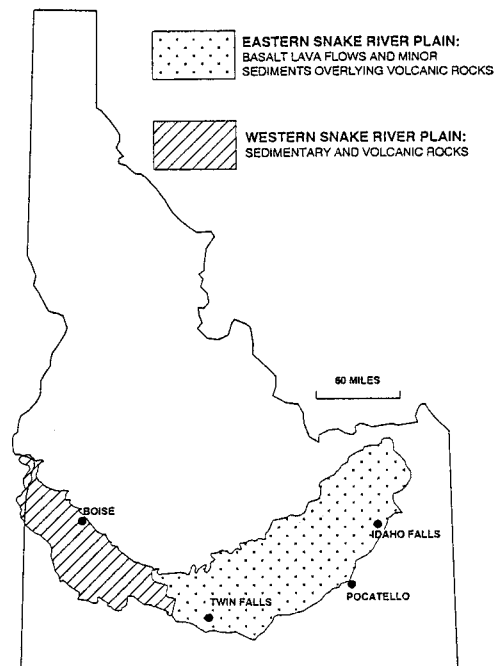 EASTERN SNAKE RIVER PLAIN:
BASALT LAVA FLOWS AND MINOR
SEDIMENTS OVERLYING VOLCANIC ROCKS
WESTERN SNAKE RIVER PLAIN:
SEDIMENTARY AND VOLCANIC ROCKS
50 MILES
BOISE
IDAHO FALLS
POCATELLO
TWIN FALLS